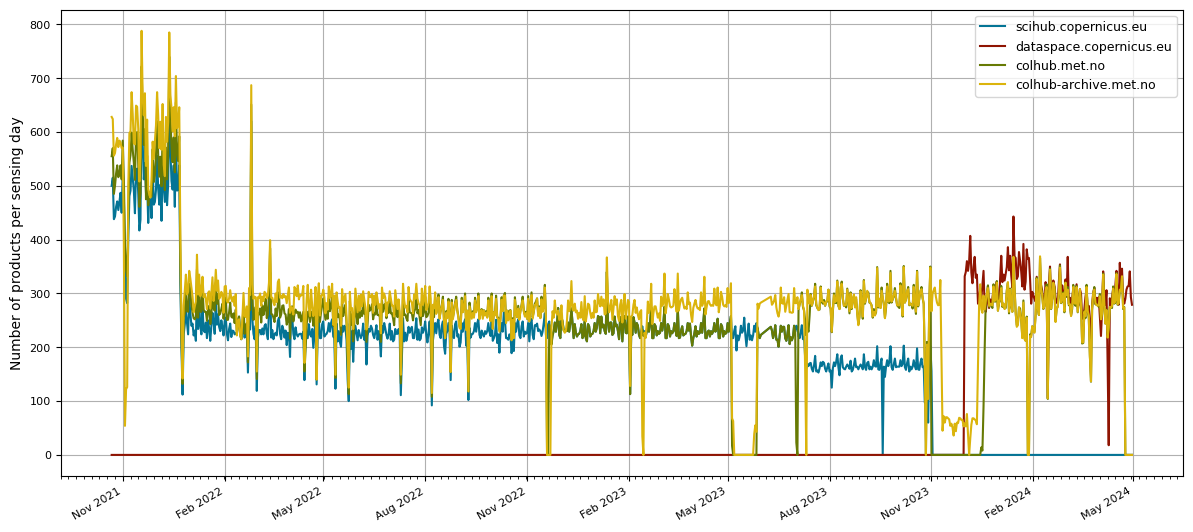 Number of products per sensing day
800
700
600
500
400
300
200
100
0
scihub.copernicus.eu
dataspace.copernicus.eu
colhub.met.no
colhub-archive.met.no
Nov 2021
Feb 2022
May 2022
Aug 2022
Nov 2022
Feb 2023
May 2023
Aug 2023
Nov 2023
Feb 2024
May 2024